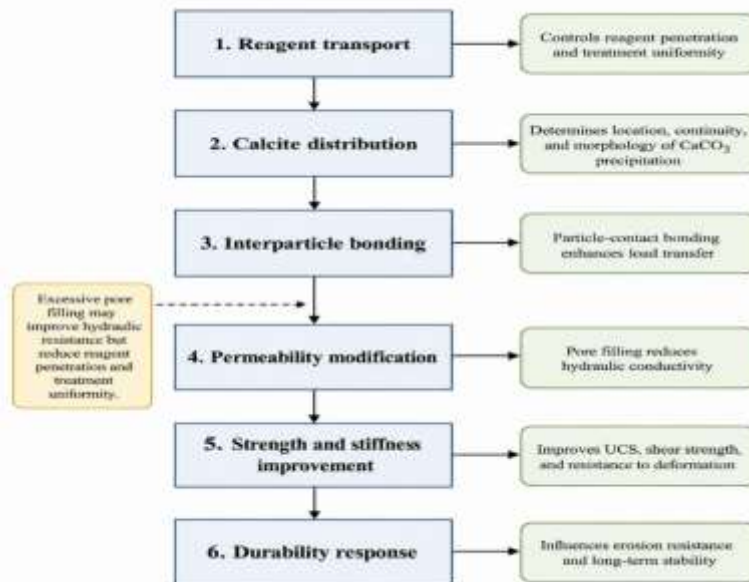 1. Reagent transport
Controls reagent penetration
and treatment uniformity
2. Calcite distribution
Determines location, continuity,
and morphology of CaCO₃
precipitation
3. Interparticle bonding
Particle-contact bonding
enhances load transfer
Excessive pore
filling may
improve hydraulic
resistance but
reduce reagent
penetration and
treatment
uniformity.
4. Permeability modification
Pore filling reduces
hydraulic conductivity
5. Strength and stiffness
improvement
Improves UCS, shear strength,
and resistance to deformation
6. Durability response
Influences erosion resistance
and long-term stability